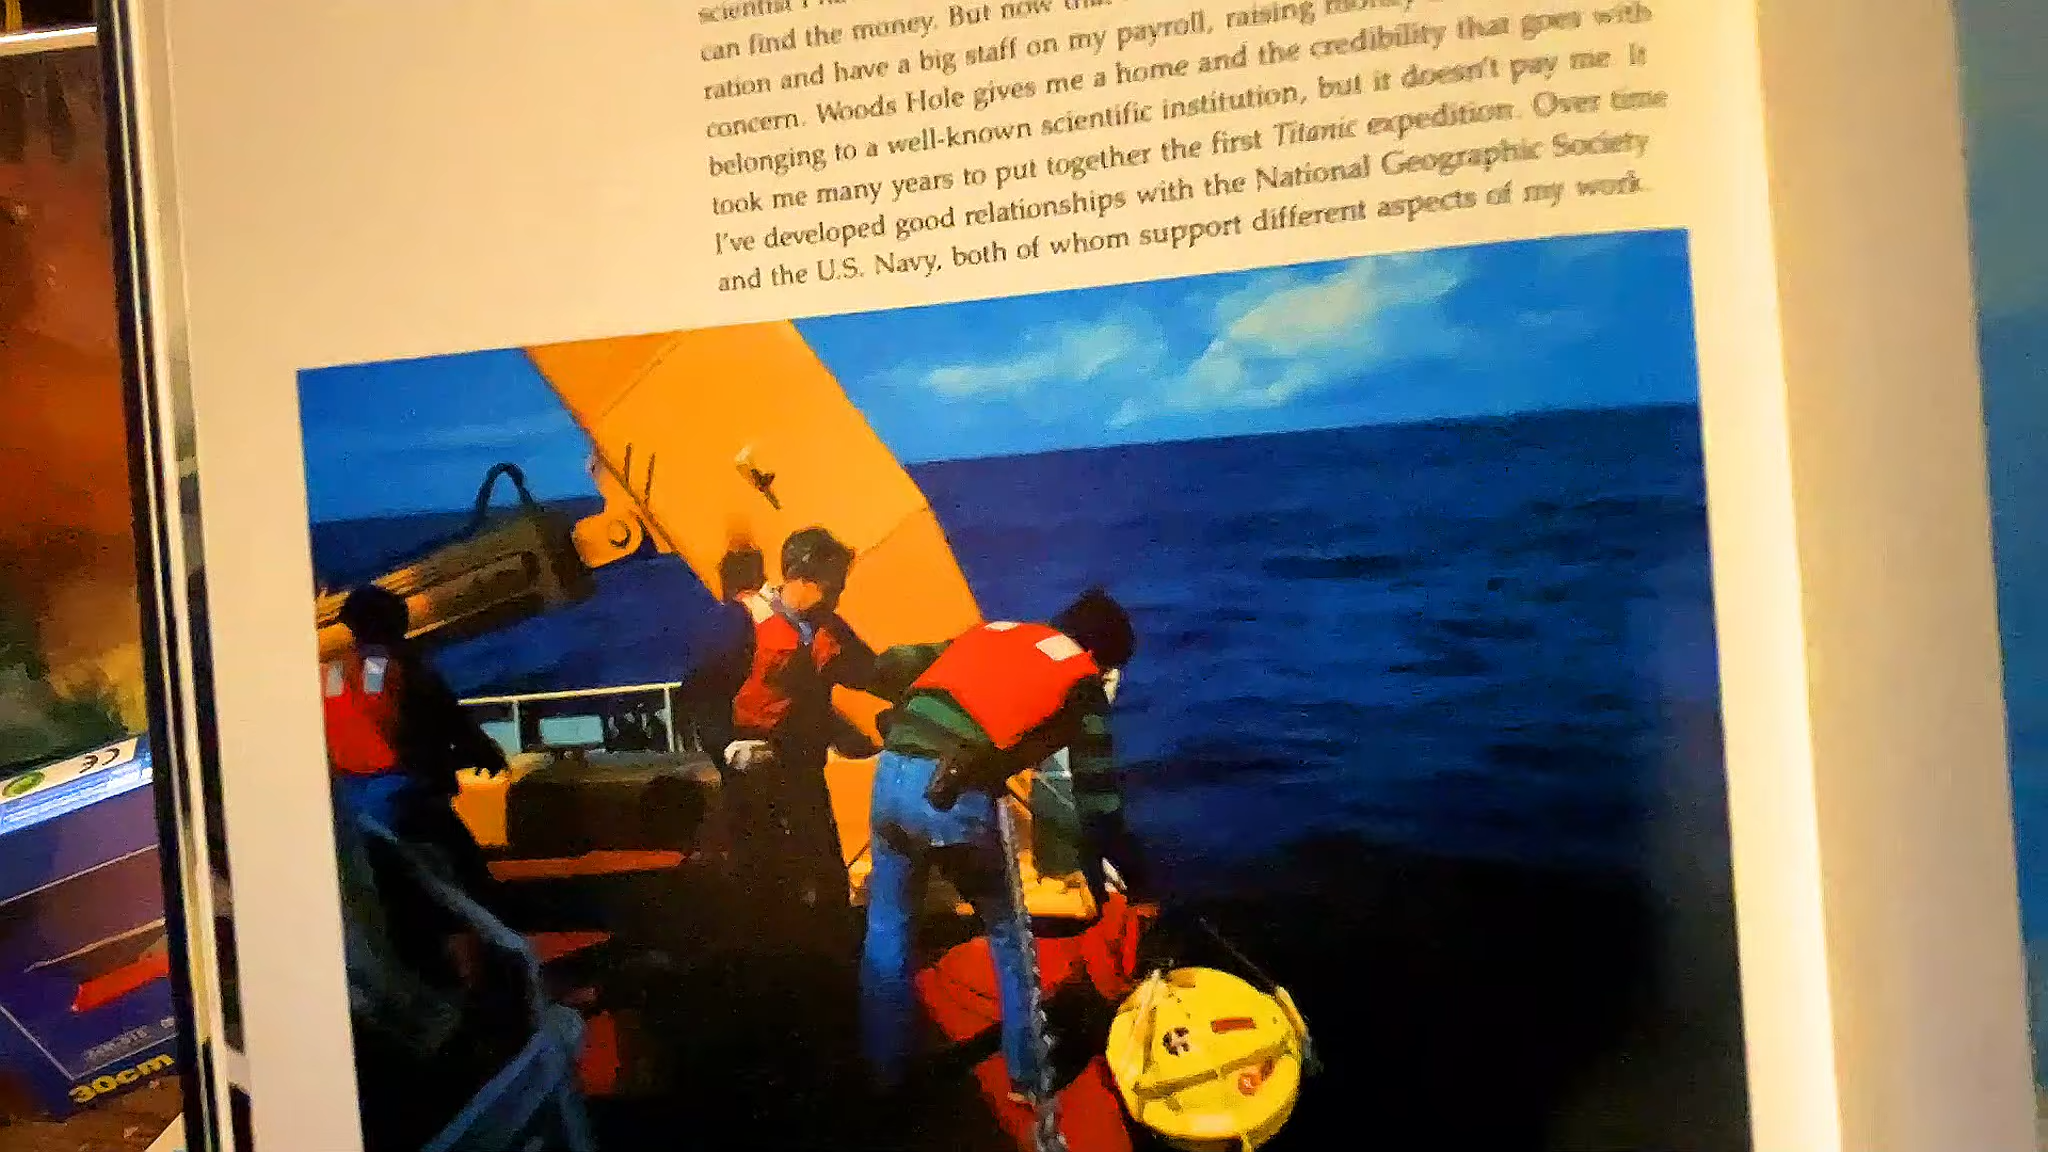 scientist I
can find the money. But now
ration and have a big staff on my payroll, raising money
concern. Woods Hole gives me a home and the credibility that goes with
belonging to a well-known scientific institution, but it doesn't pay me. It
took me many years to put together the first Titanic expedition. Over time
I've developed good relationships with the National Geographic Society
and the U.S. Navy, both of whom support different aspects of my work.
CE
30cm